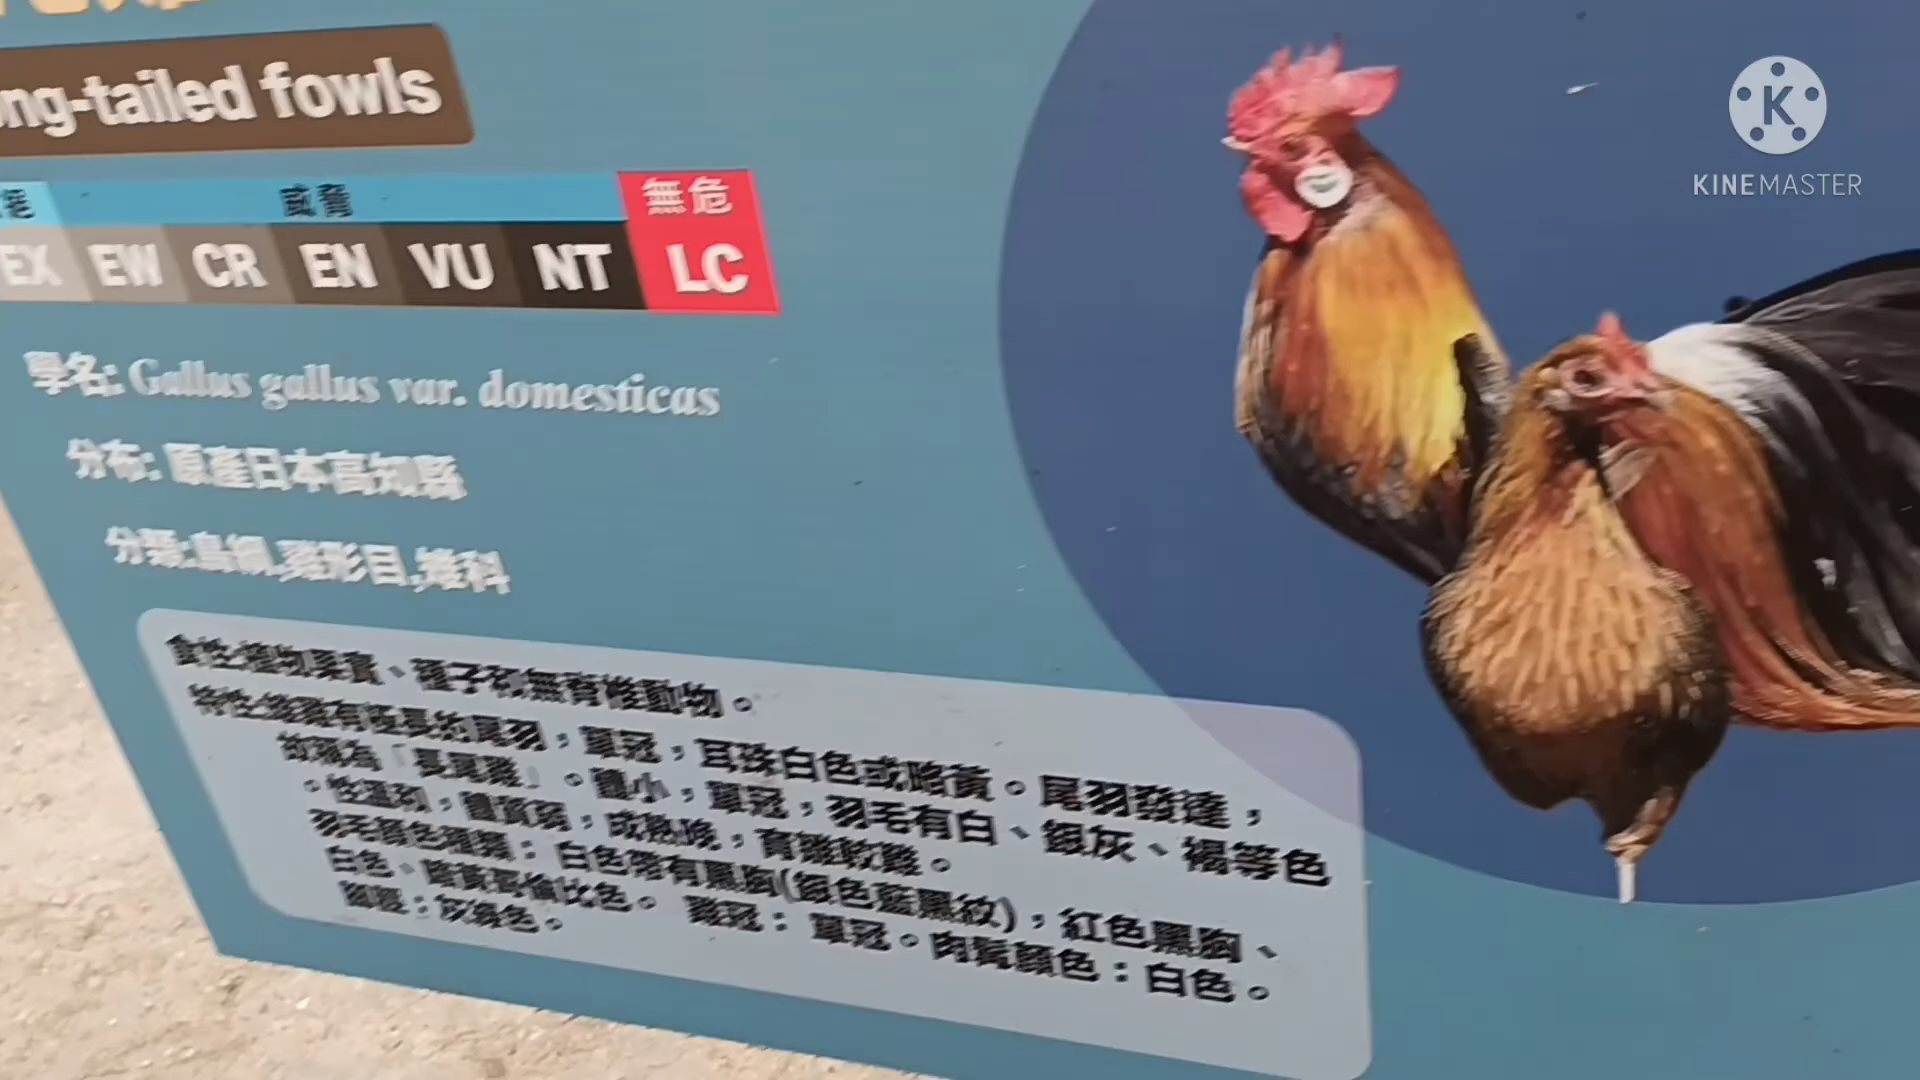 ng-tailed fowls
KINEMASTER
無危
EX EW CR EN VU NT LC
學名: Gallus gallus var. domesticas
分布: 原產日本高知縣
分類:鳥綱,雞形目,雉科
食性:植物果實、種子和無脊椎動物。
特性:雄雞有極長的尾羽，單冠，耳珠白色或略黃。尾羽發達，
故稱為「長尾雞」。體小，單冠，羽毛有白、銀灰、褐等色
。性溫和，體質弱，成熟晚，育雛較難。
羽毛顏色種類：白色帶有黑胸(銀色藍黑紋)，紅色黑胸、
白色、暗黃哥倫比色。 雞冠：單冠。肉髯顏色：白色。
腳脛：灰綠色。